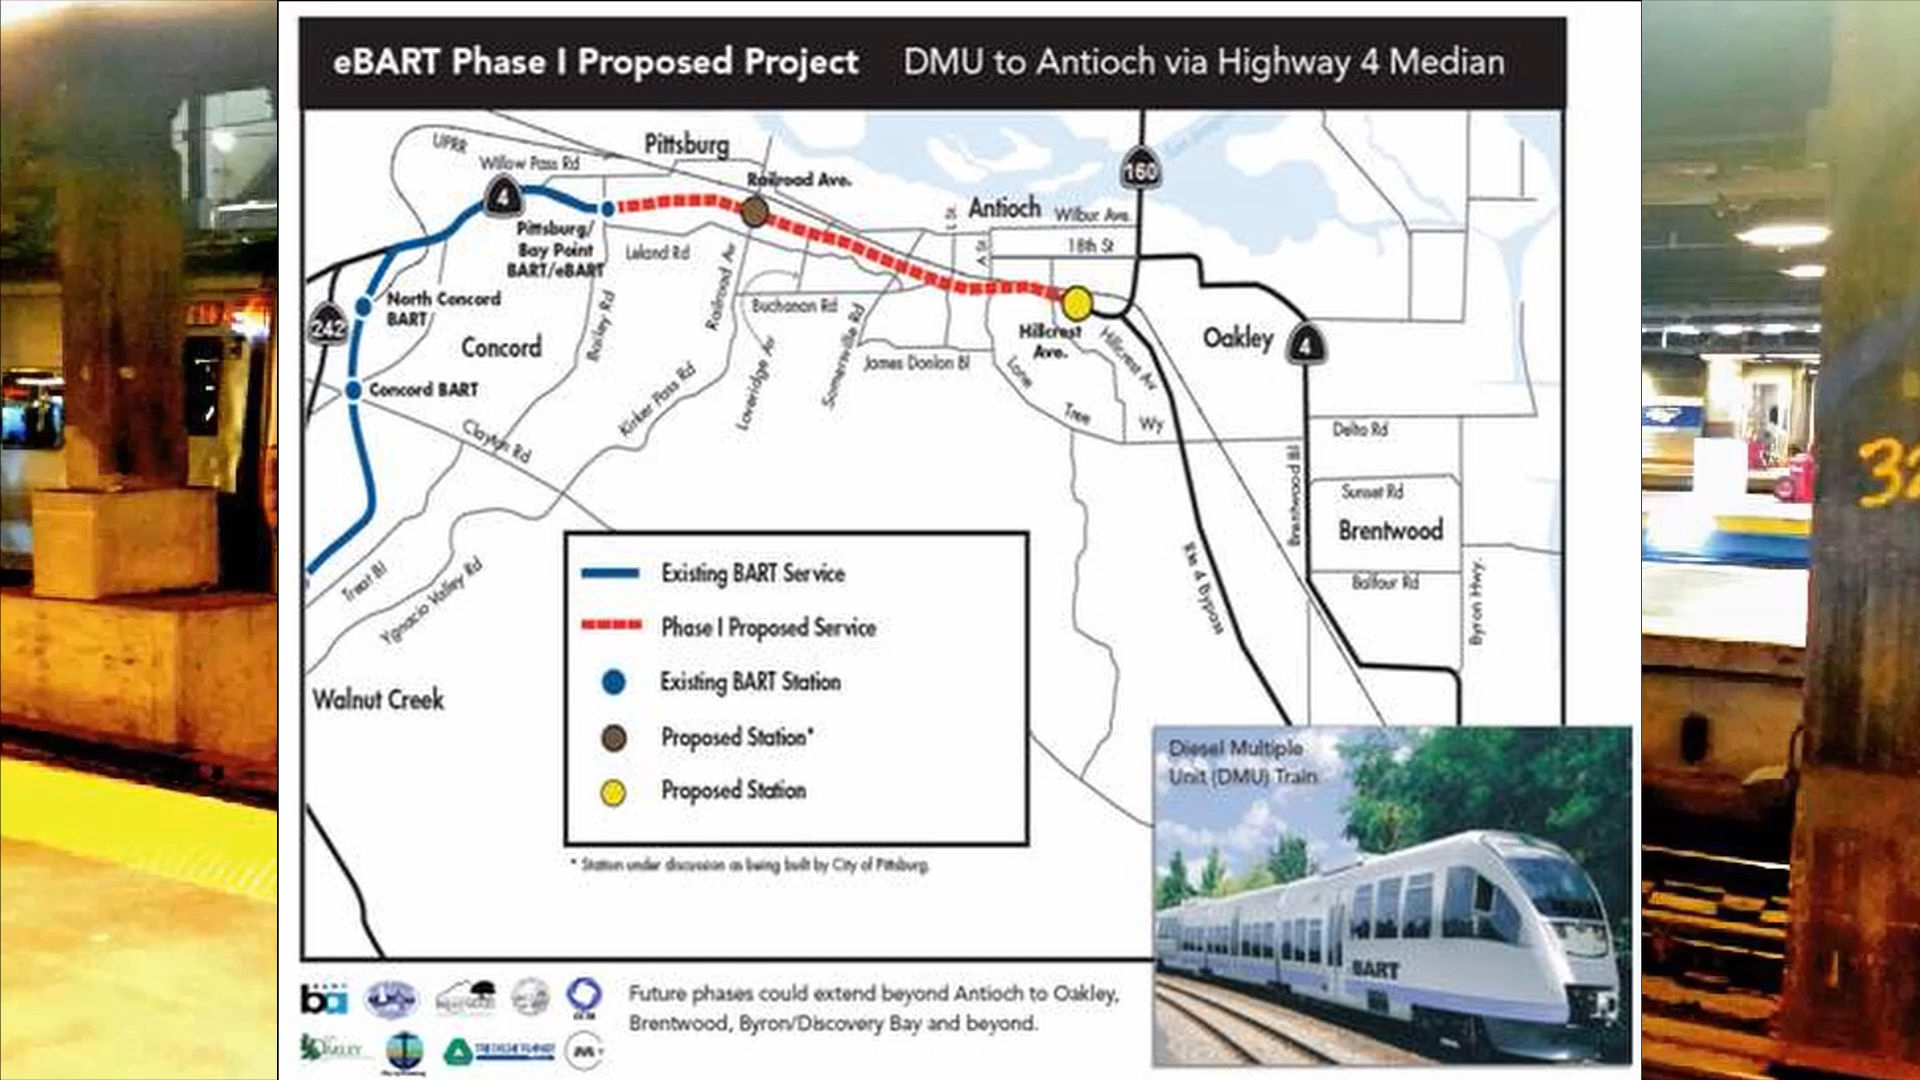 eBART Phase I Proposed Project DMU to Antioch via Highway 4 Median
UPRR
Willow Pass Rd
Pittsburg
Railroad Ave.
160
4
Antioch
Wilbur Ave.
L St
A St
18th St
Pittsburg/
Bay Point
BART/eBART
Leland Rd
Railroad Av
Bailey Rd
North Concord
BART
242
Concord
Buchanan Rd
Loveridge Av
Somersville Rd
James Donlon Bl
Hillcrest
Ave.
Hillcrest Av
Oakley
4
Concord BART
Kirker Pass Rd
Clayton Rd
Lone
Tree
Wy
Delta Rd
Brentwood Bl
Sunset Rd
Brentwood
Balfour Rd
Byron Hwy.
Rte 4 Bypass
Treat Bl
Ygnacio Valley Rd
Walnut Creek
Existing BART Service
Phase I Proposed Service
Existing BART Station
Proposed Station*
Proposed Station
* Station under discussion as being built by City of Pittsburg.
Diesel Multiple
Unit (DMU) Train
BART
32
ba
Future phases could extend beyond Antioch to Oakley,
Brentwood, Byron/Discovery Bay and beyond.